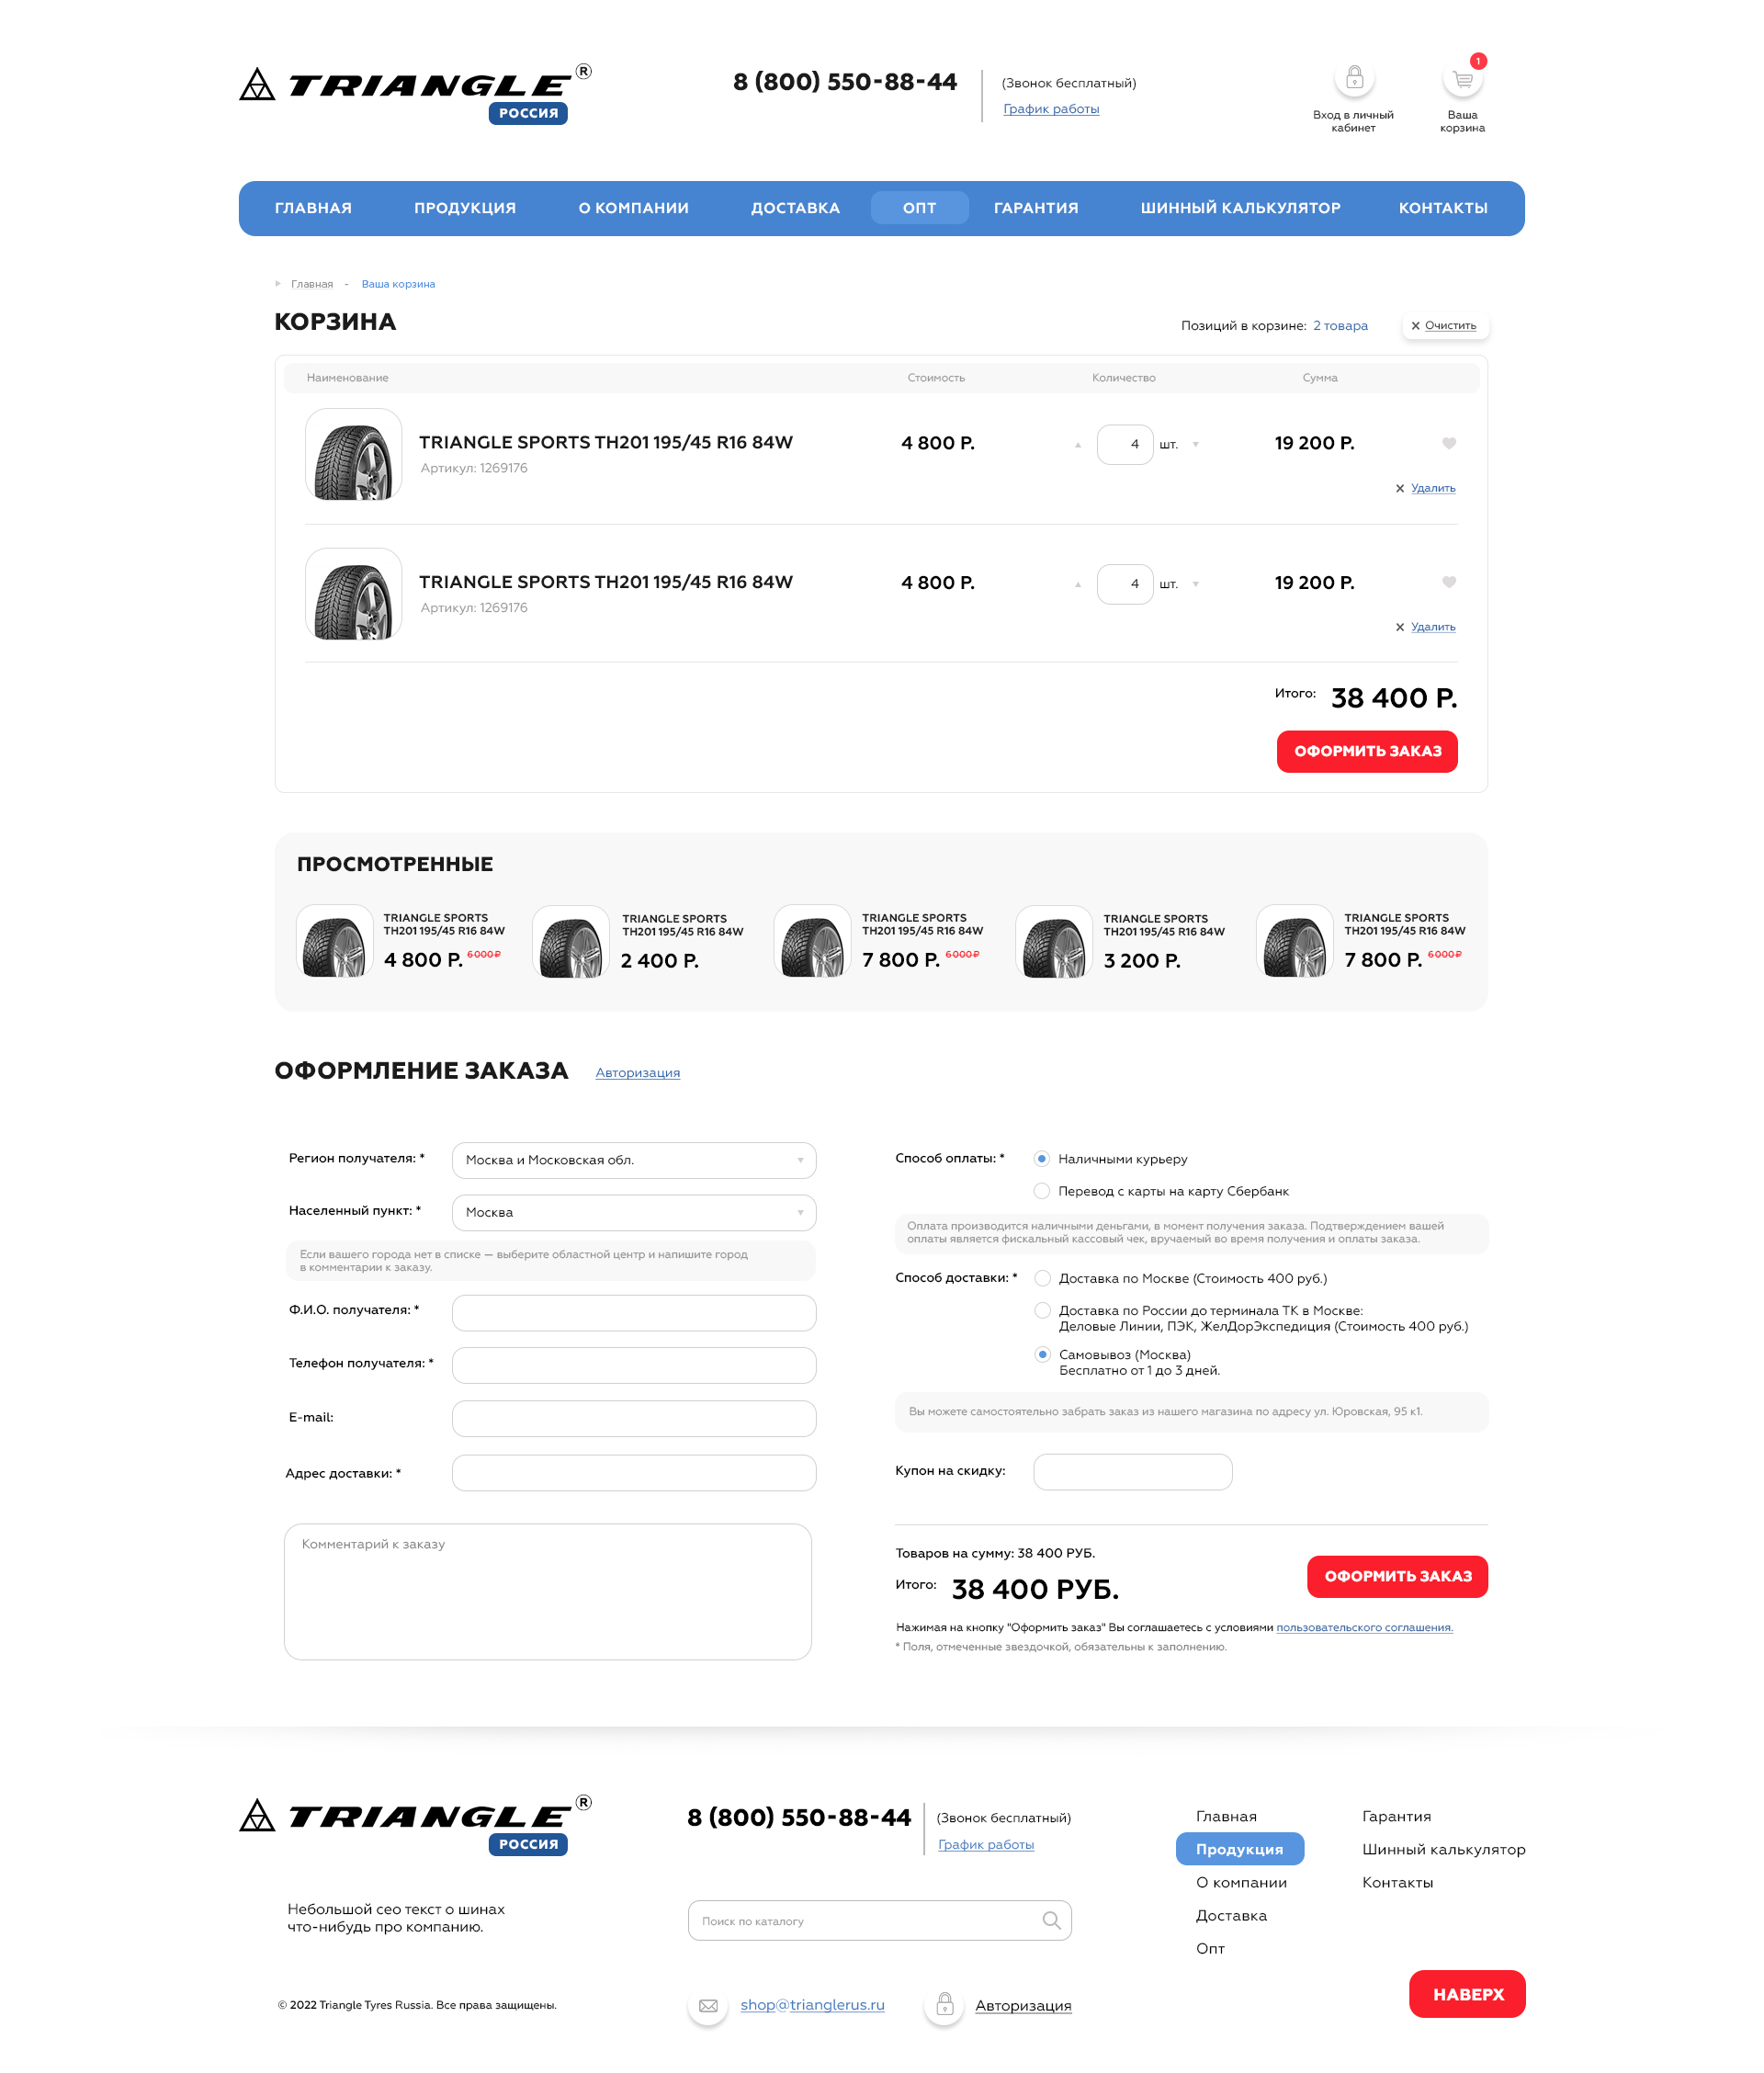 TRIANGLE ®
РОССИЯ
8 (800) 550-88-44
(Звонок бесплатный)
График работы
Вход в личный
кабинет
1
Ваша
корзина
ГЛАВНАЯ ПРОДУКЦИЯ О КОМПАНИИ ДОСТАВКА ОПТ ГАРАНТИЯ ШИННЫЙ КАЛЬКУЛЯТОР КОНТАКТЫ
Главная - Ваша корзина
КОРЗИНА
Позиций в корзине: 2 товара
Очистить
Наименование Стоимость Количество Сумма
TRIANGLE SPORTS TH201 195/45 R16 84W 4 800 Р. 4 шт. 19 200 Р.
Артикул: 1269176
Удалить
TRIANGLE SPORTS TH201 195/45 R16 84W 4 800 Р. 4 шт. 19 200 Р.
Артикул: 1269176
Удалить
Итого: 38 400 Р.
ОФОРМИТЬ ЗАКАЗ
ПРОСМОТРЕННЫЕ
TRIANGLE SPORTS
TH201 195/45 R16 84W
4 800 Р. 6000₽
TRIANGLE SPORTS
TH201 195/45 R16 84W
2 400 Р.
TRIANGLE SPORTS
TH201 195/45 R16 84W
7 800 Р. 6000₽
TRIANGLE SPORTS
TH201 195/45 R16 84W
3 200 Р.
TRIANGLE SPORTS
TH201 195/45 R16 84W
7 800 Р. 6000₽
ОФОРМЛЕНИЕ ЗАКАЗА Авторизация
Регион получателя: * Москва и Московская обл.
Населенный пункт: * Москва
Если вашего города нет в списке — выберите областной центр и напишите город
в комментарии к заказу.
Ф.И.О. получателя: *
Телефон получателя: *
E-mail:
Адрес доставки: *
Комментарий к заказу
Способ оплаты: * Наличными курьеру
Перевод с карты на карту Сбербанк
Оплата производится наличными деньгами, в момент получения заказа. Подтверждением вашей
оплаты является фискальный кассовый чек, вручаемый во время получения и оплаты заказа.
Способ доставки: * Доставка по Москве (Стоимость 400 руб.)
Доставка по России до терминала ТК в Москве:
Деловые Линии, ПЭК, ЖелДорЭкспедиция (Стоимость 400 руб.)
Самовывоз (Москва)
Бесплатно от 1 до 3 дней.
Вы можете самостоятельно забрать заказ из нашего магазина по адресу ул. Юровская, 95 к1.
Купон на скидку:
Товаров на сумму: 38 400 РУБ.
Итого: 38 400 РУБ.
ОФОРМИТЬ ЗАКАЗ
Нажимая на кнопку "Оформить заказ" Вы соглашаетесь с условиями пользовательского соглашения.
* Поля, отмеченные звездочкой, обязательны к заполнению.
TRIANGLE ®
РОССИЯ
Небольшой сео текст о шинах
что-нибудь про компанию.
© 2022 Triangle Tyres Russia. Все права защищены.
8 (800) 550-88-44
(Звонок бесплатный)
График работы
Поиск по каталогу
shop@trianglerus.ru
Авторизация
Главная
Продукция
О компании
Доставка
Опт
Гарантия
Шинный калькулятор
Контакты
НАВЕРХ